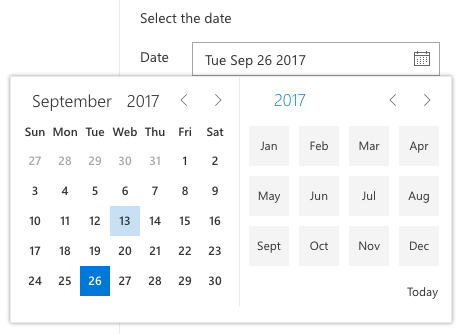 Select the date
Date Tue Sep 26 2017
September 2017
Sun Mon Tue Web Thu Fri Sat
27 28 29 30 31 1 2
3 4 5 6 7 8 9
10 11 12 13 14 15 16
17 18 19 20 21 22 23
24 25 26 27 28 29 30
2017
Jan Feb Mar Apr
May Jun Jul Aug
Sept Oct Nov Dec
Today